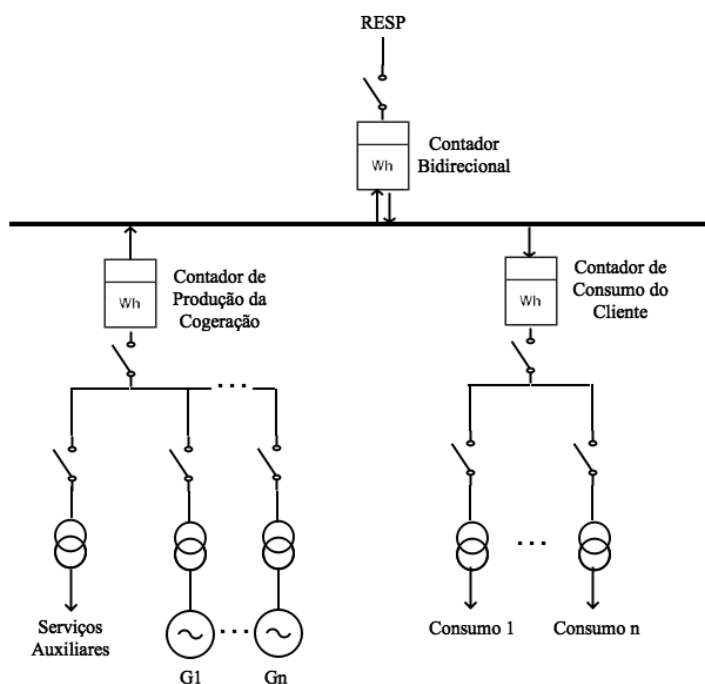 RESP
Contador
Bidirecional
Wh
Contador de
Produção da
Cogeração
Wh
Contador de
Consumo do
Cliente
Wh
...
...
Serviços
Auxiliares
...
G1
Gn
Consumo 1
Consumo n